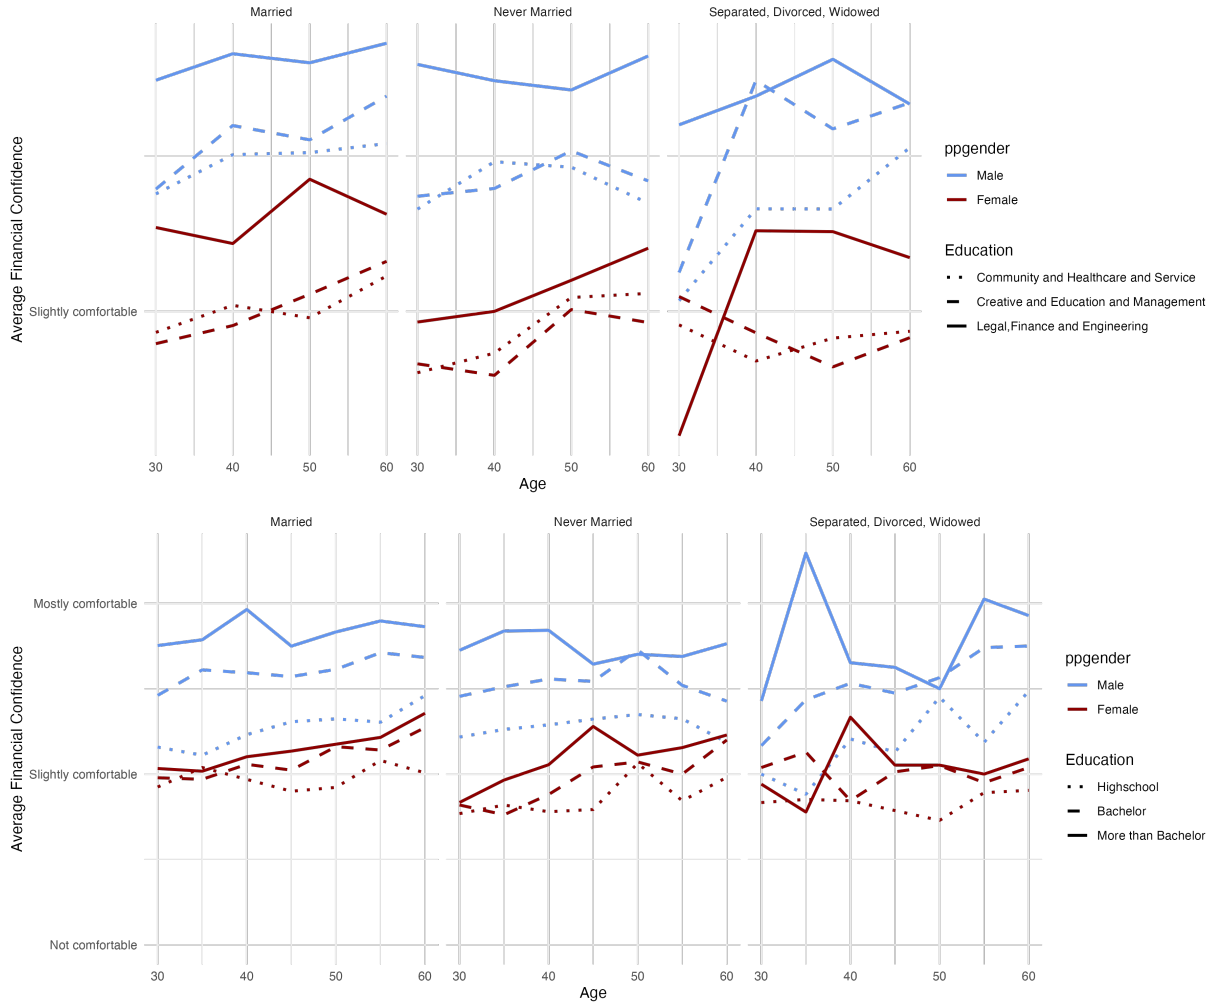 Married
Never Married
Separated, Divorced, Widowed
Average Financial Confidence
Slightly comfortable
30 40 50 60
30 40 50 60
30 40 50 60
Age
ppgender
Male
Female
Education
Community and Healthcare and Service
Creative and Education and Management
Legal,Finance and Engineering
Married
Never Married
Separated, Divorced, Widowed
Average Financial Confidence
Mostly comfortable
Slightly comfortable
Not comfortable
30 40 50 60
30 40 50 60
30 40 50 60
Age
ppgender
Male
Female
Education
Highschool
Bachelor
More than Bachelor